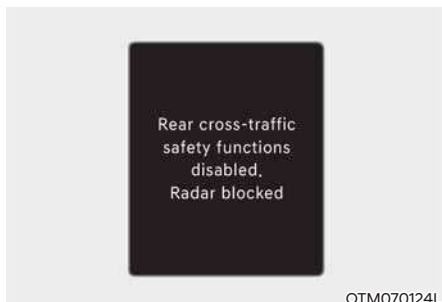 Rear cross-traffic
safety functions
disabled.
Radar blocked
OTM070124L